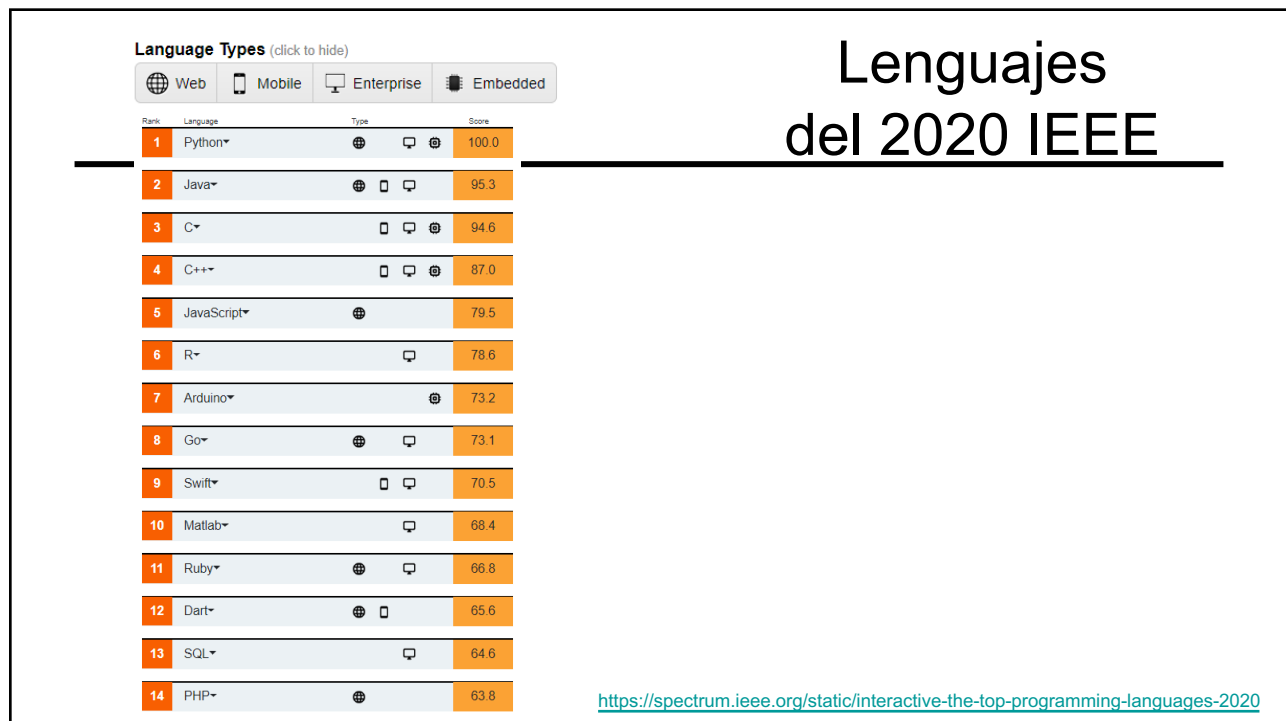 Language Types (click to hide)
Web Mobile Enterprise Embedded
Lenguajes
del 2020 IEEE
Rank Language Type Score
1 Python 100.0
2 Java 95.3
3 C 94.6
4 C++ 87.0
5 JavaScript 79.5
6 R 78.6
7 Arduino 73.2
8 Go 73.1
9 Swift 70.5
10 Matlab 68.4
11 Ruby 66.8
12 Dart 65.6
13 SQL 64.6
14 PHP 63.8
https://spectrum.ieee.org/static/interactive-the-top-programming-languages-2020